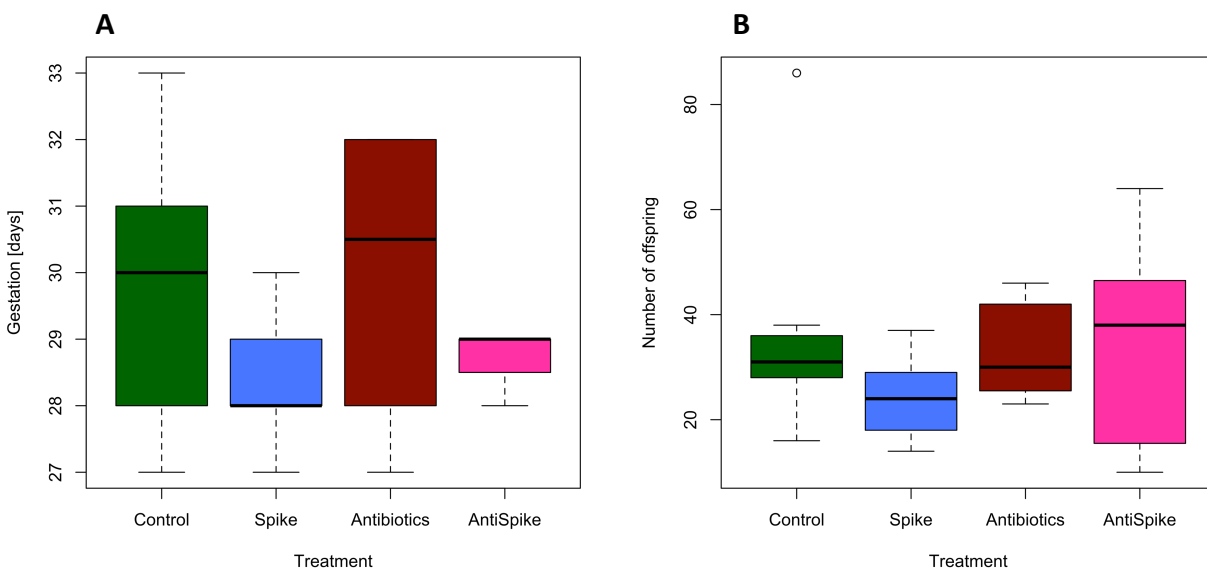 A
Gestation [days]
33
32
31
30
29
28
27
Control Spike Antibiotics AntiSpike
Treatment
B
Number of offspring
80
60
40
20
Control Spike Antibiotics AntiSpike
Treatment